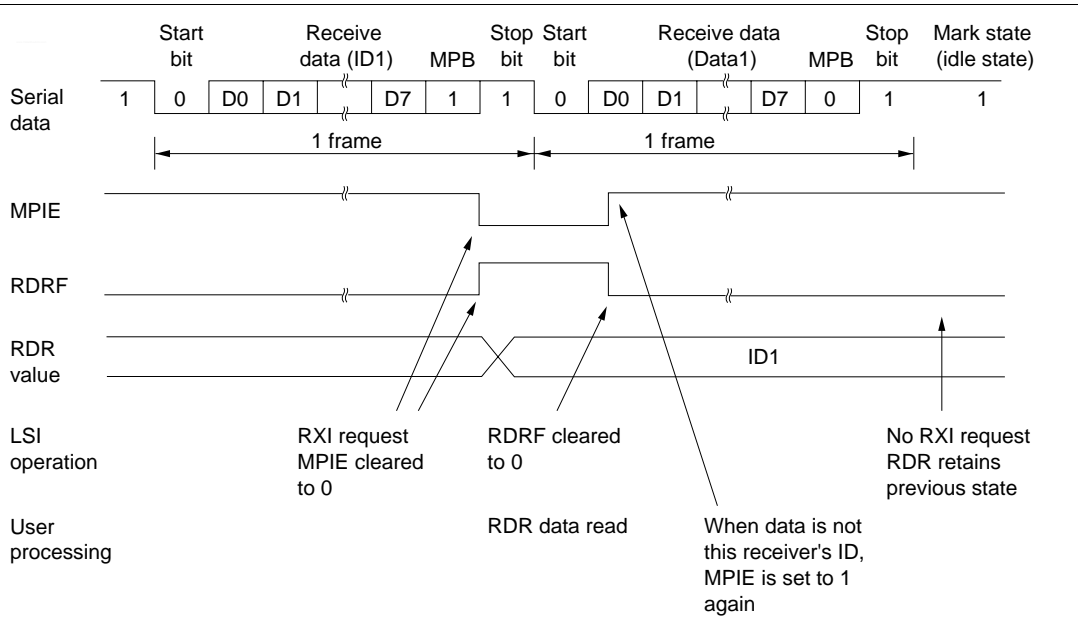 Start bit
Receive data (ID1)
MPB
Stop bit
Start bit
Receive data (Data1)
MPB
Stop bit
Mark state (idle state)
Serial data
1 0 D0 D1 D7 1 1 0 D0 D1 D7 0 1 1
1 frame
1 frame
MPIE
RDRF
RDR value
ID1
LSI operation
RXI request
MPIE cleared
to 0
RDRF cleared
to 0
No RXI request
RDR retains
previous state
User processing
RDR data read
When data is not
this receiver's ID,
MPIE is set to 1
again